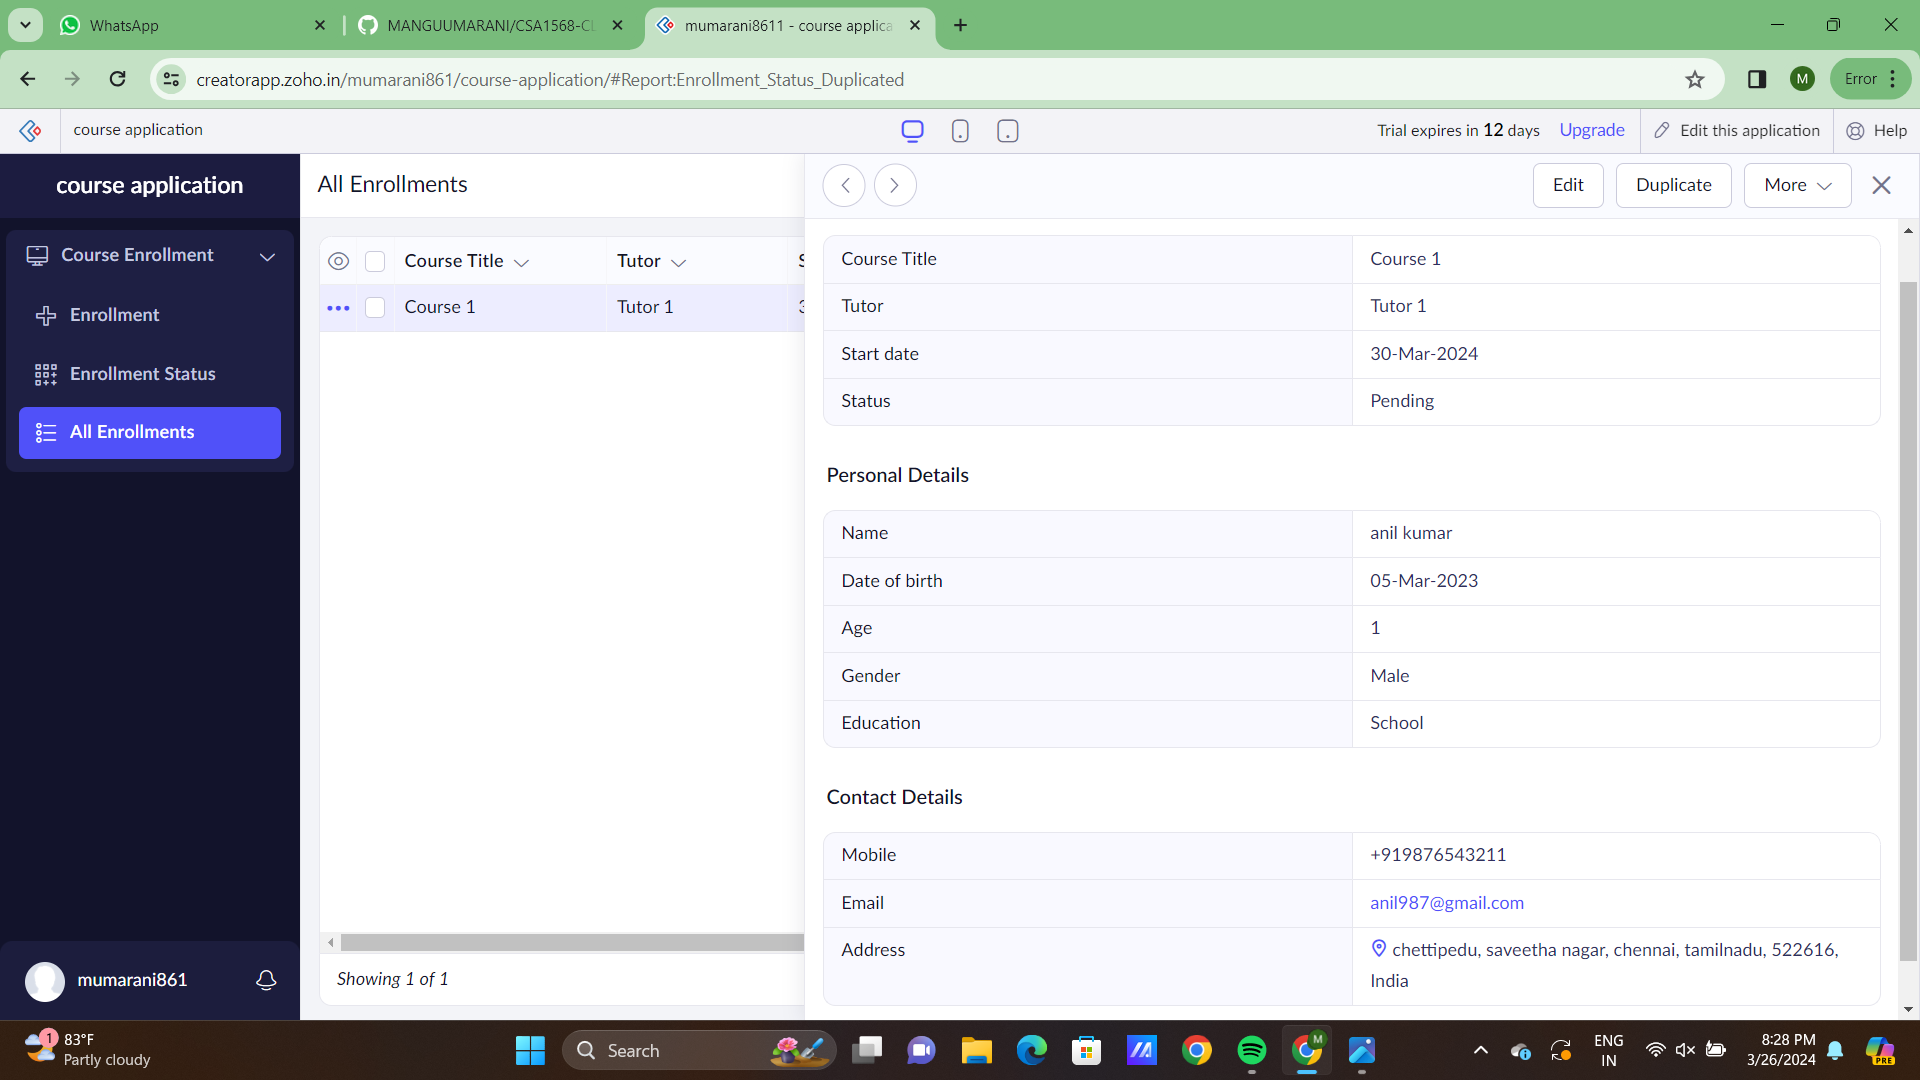 WhatsApp
MANGUUMARANI/CSA1568-CL
mumarani8611 - course applica
creatorapp.zoho.in/mumarani861/course-application/#Report:Enrollment_Status_Duplicated
M
Error
course application
Trial expires in 12 days
Upgrade
Edit this application
Help
course application
Course Enrollment
Enrollment
Enrollment Status
All Enrollments
mumarani861
All Enrollments
Course Title
Tutor
Course 1
Tutor 1
Showing 1 of 1
Edit
Duplicate
More
Course Title
Course 1
Tutor
Tutor 1
Start date
30-Mar-2024
Status
Pending
Personal Details
Name
anil kumar
Date of birth
05-Mar-2023
Age
1
Gender
Male
Education
School
Contact Details
Mobile
+919876543211
Email
anil987@gmail.com
Address
chettipedu, saveetha nagar, chennai, tamilnadu, 522616,
India
1
83°F
Partly cloudy
Search
M
ENG
IN
8:28 PM
3/26/2024
PRE